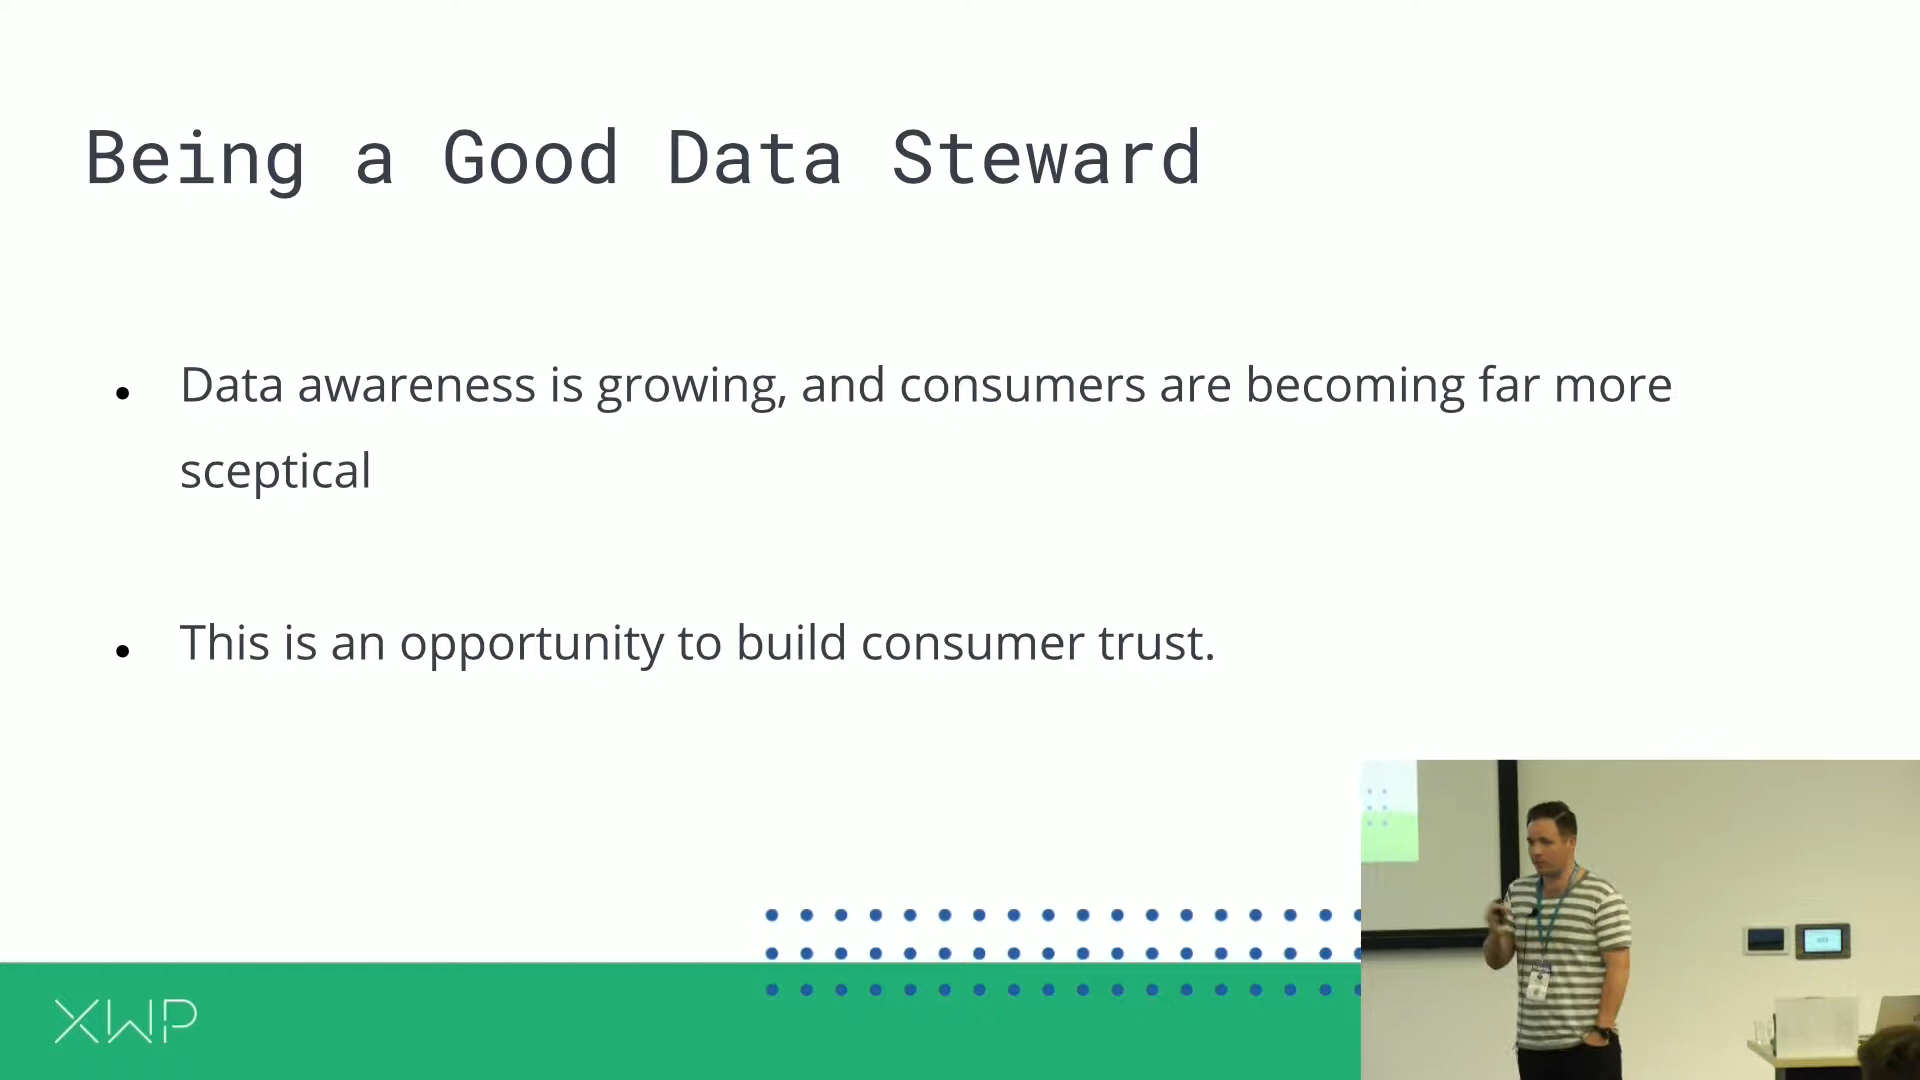 Being a Good Data Steward
● Data awareness is growing, and consumers are becoming far more
sceptical
● This is an opportunity to build consumer trust.
XWP